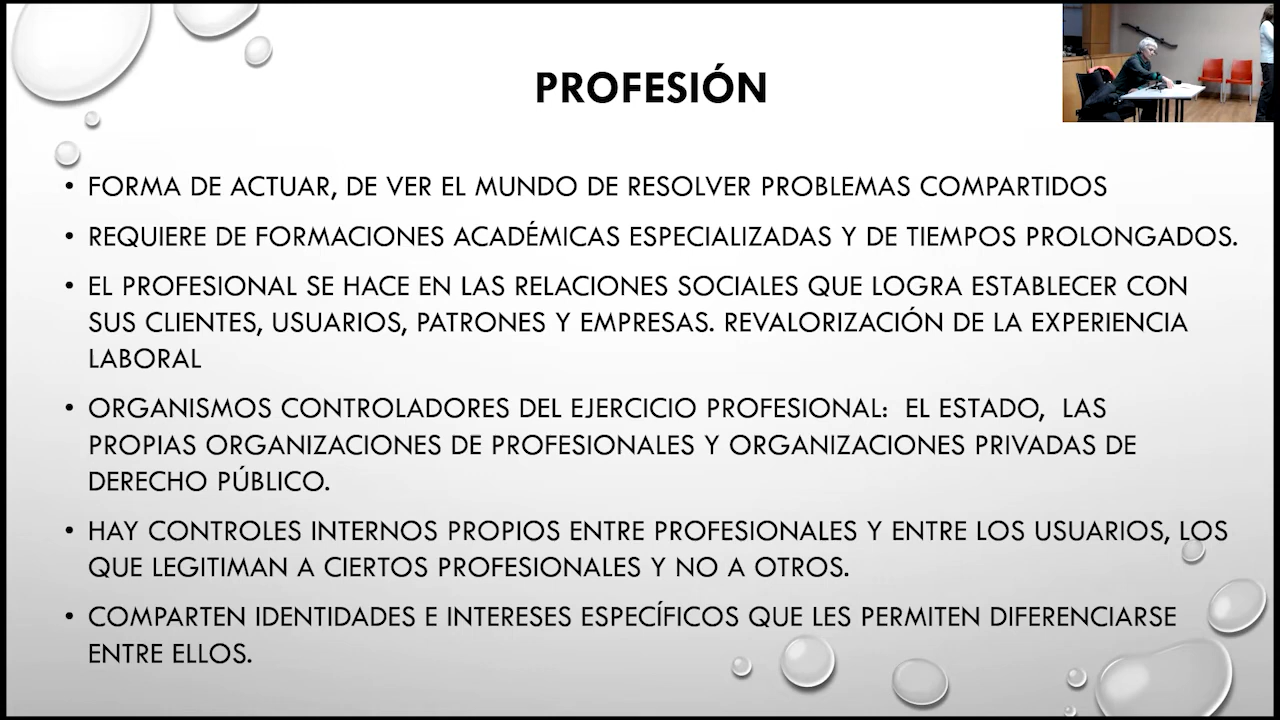 PROFESIÓN
• FORMA DE ACTUAR, DE VER EL MUNDO DE RESOLVER PROBLEMAS COMPARTIDOS
• REQUIERE DE FORMACIONES ACADÉMICAS ESPECIALIZADAS Y DE TIEMPOS PROLONGADOS.
• EL PROFESIONAL SE HACE EN LAS RELACIONES SOCIALES QUE LOGRA ESTABLECER CON
SUS CLIENTES, USUARIOS, PATRONES Y EMPRESAS. REVALORIZACIÓN DE LA EXPERIENCIA
LABORAL
• ORGANISMOS CONTROLADORES DEL EJERCICIO PROFESIONAL: EL ESTADO, LAS
PROPIAS ORGANIZACIONES DE PROFESIONALES Y ORGANIZACIONES PRIVADAS DE
DERECHO PÚBLICO.
• HAY CONTROLES INTERNOS PROPIOS ENTRE PROFESIONALES Y ENTRE LOS USUARIOS, LOS
QUE LEGITIMAN A CIERTOS PROFESIONALES Y NO A OTROS.
• COMPARTEN IDENTIDADES E INTERESES ESPECÍFICOS QUE LES PERMITEN DIFERENCIARSE
ENTRE ELLOS.